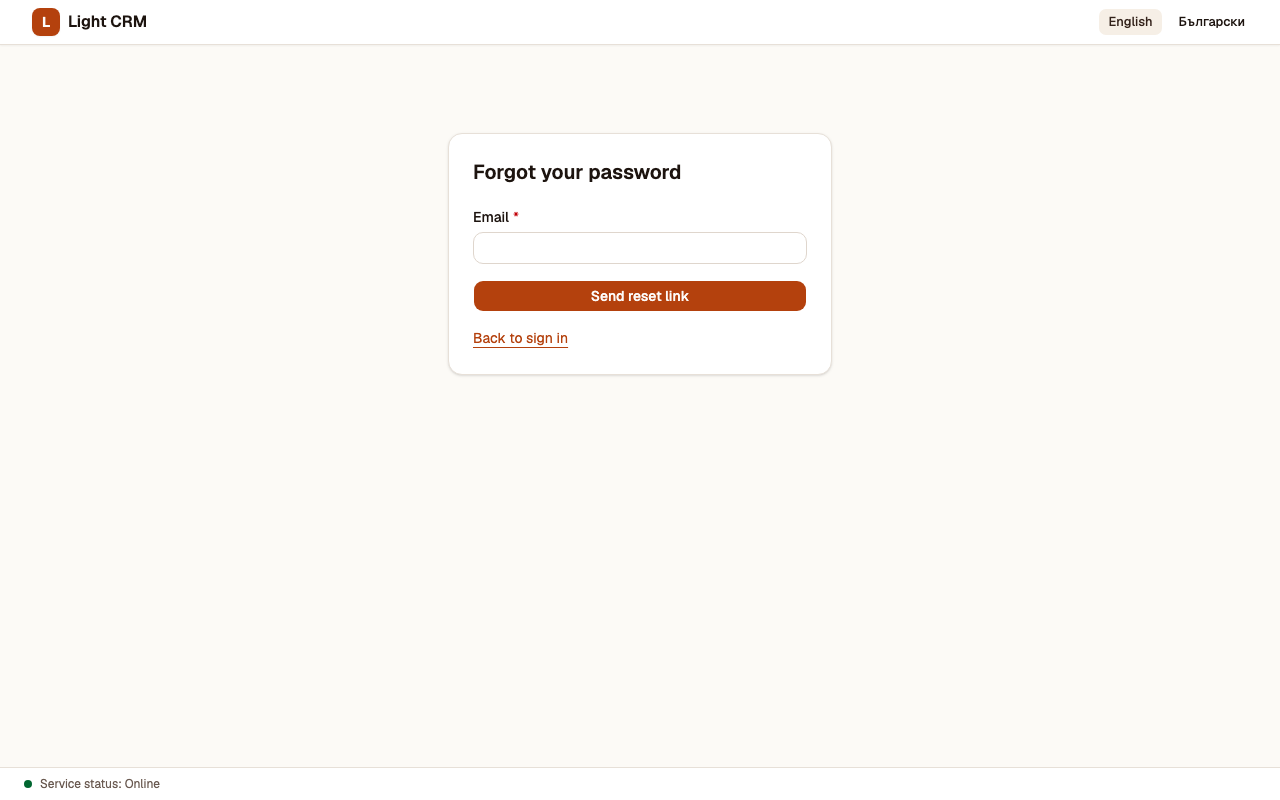 L Light CRM
English Български
Forgot your password
Email *
Send reset link
Back to sign in
Service status: Online